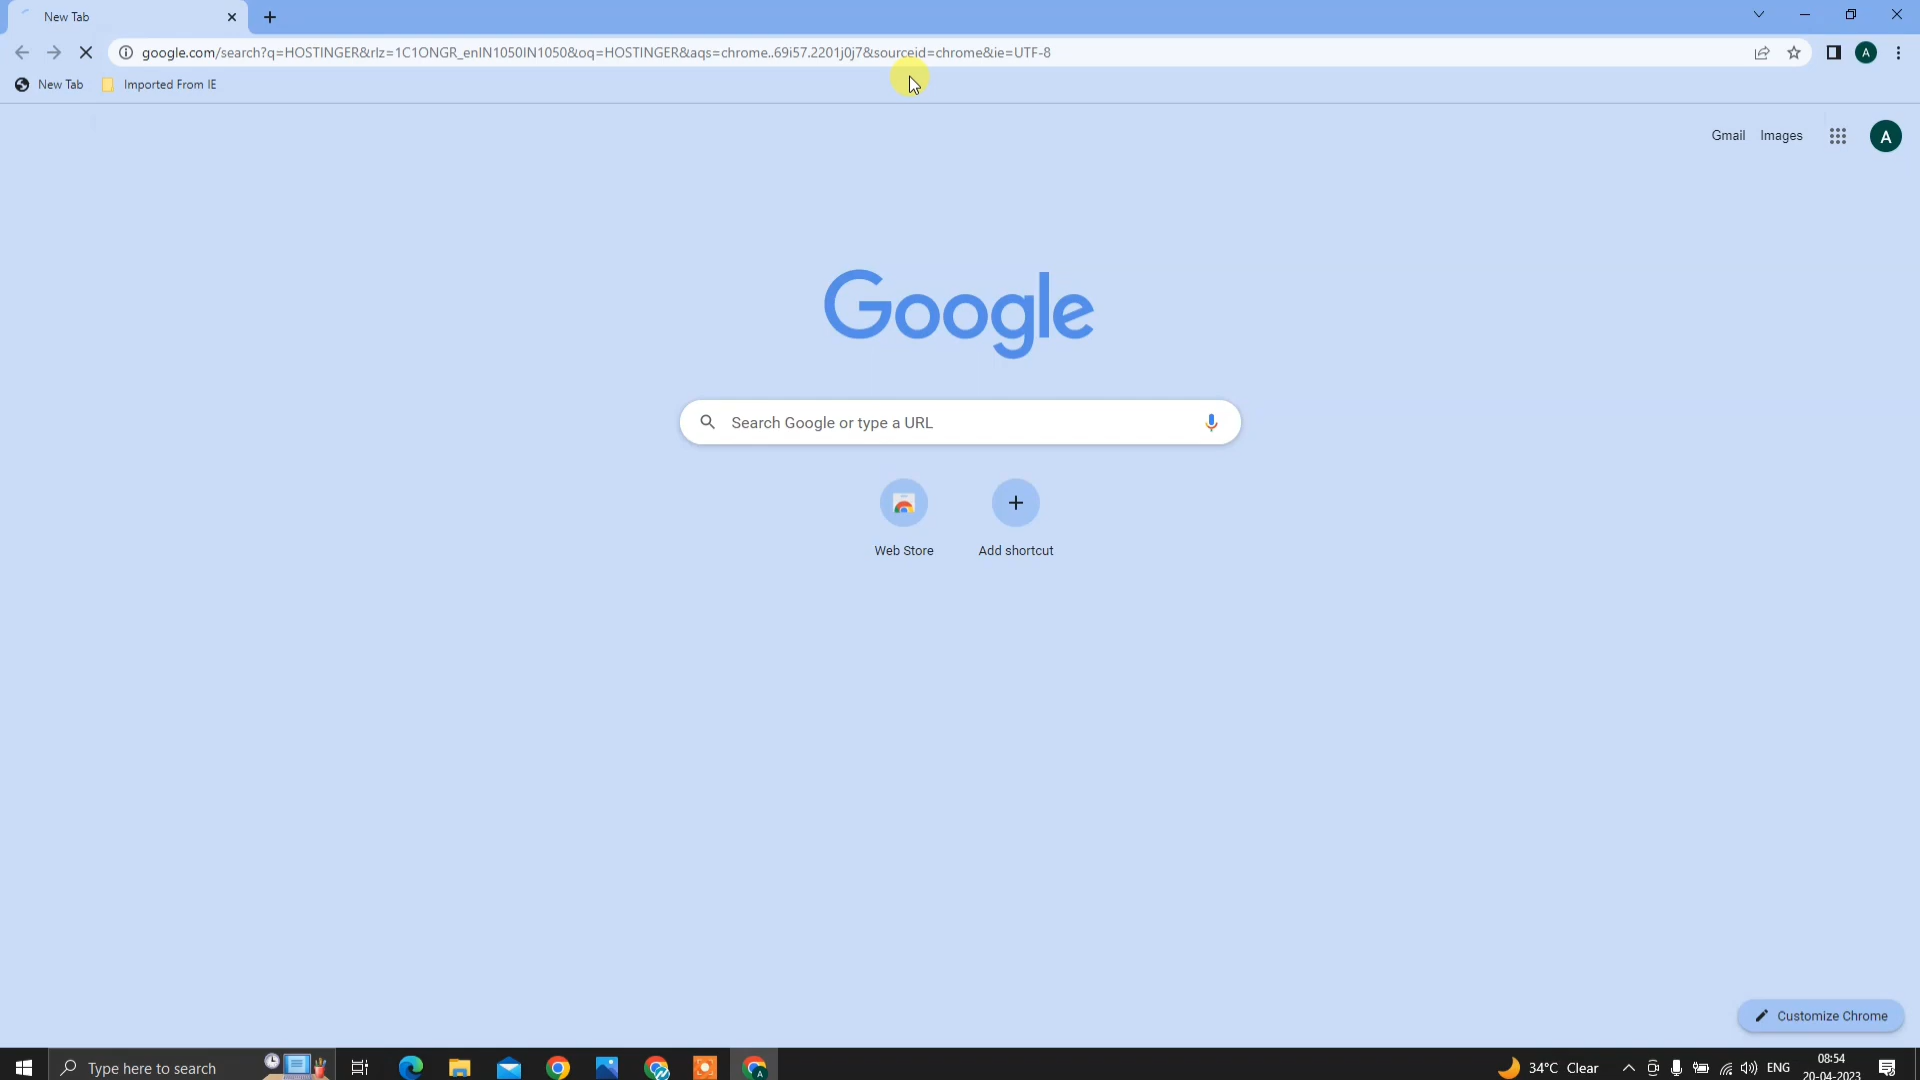 New Tab
google.com/search?q=HOSTINGER&rlz=1C1ONGR_enIN1050IN1050&oq=HOSTINGER&aqs=chrome..69i57.2201j0j7&sourceid=chrome&ie=UTF-8
A
New Tab
Imported From IE
Gmail
Images
A
Google
Search Google or type a URL
Web Store
Add shortcut
Customize Chrome
Type here to search
A
34°C Clear
ENG
08:54
20-04-2023